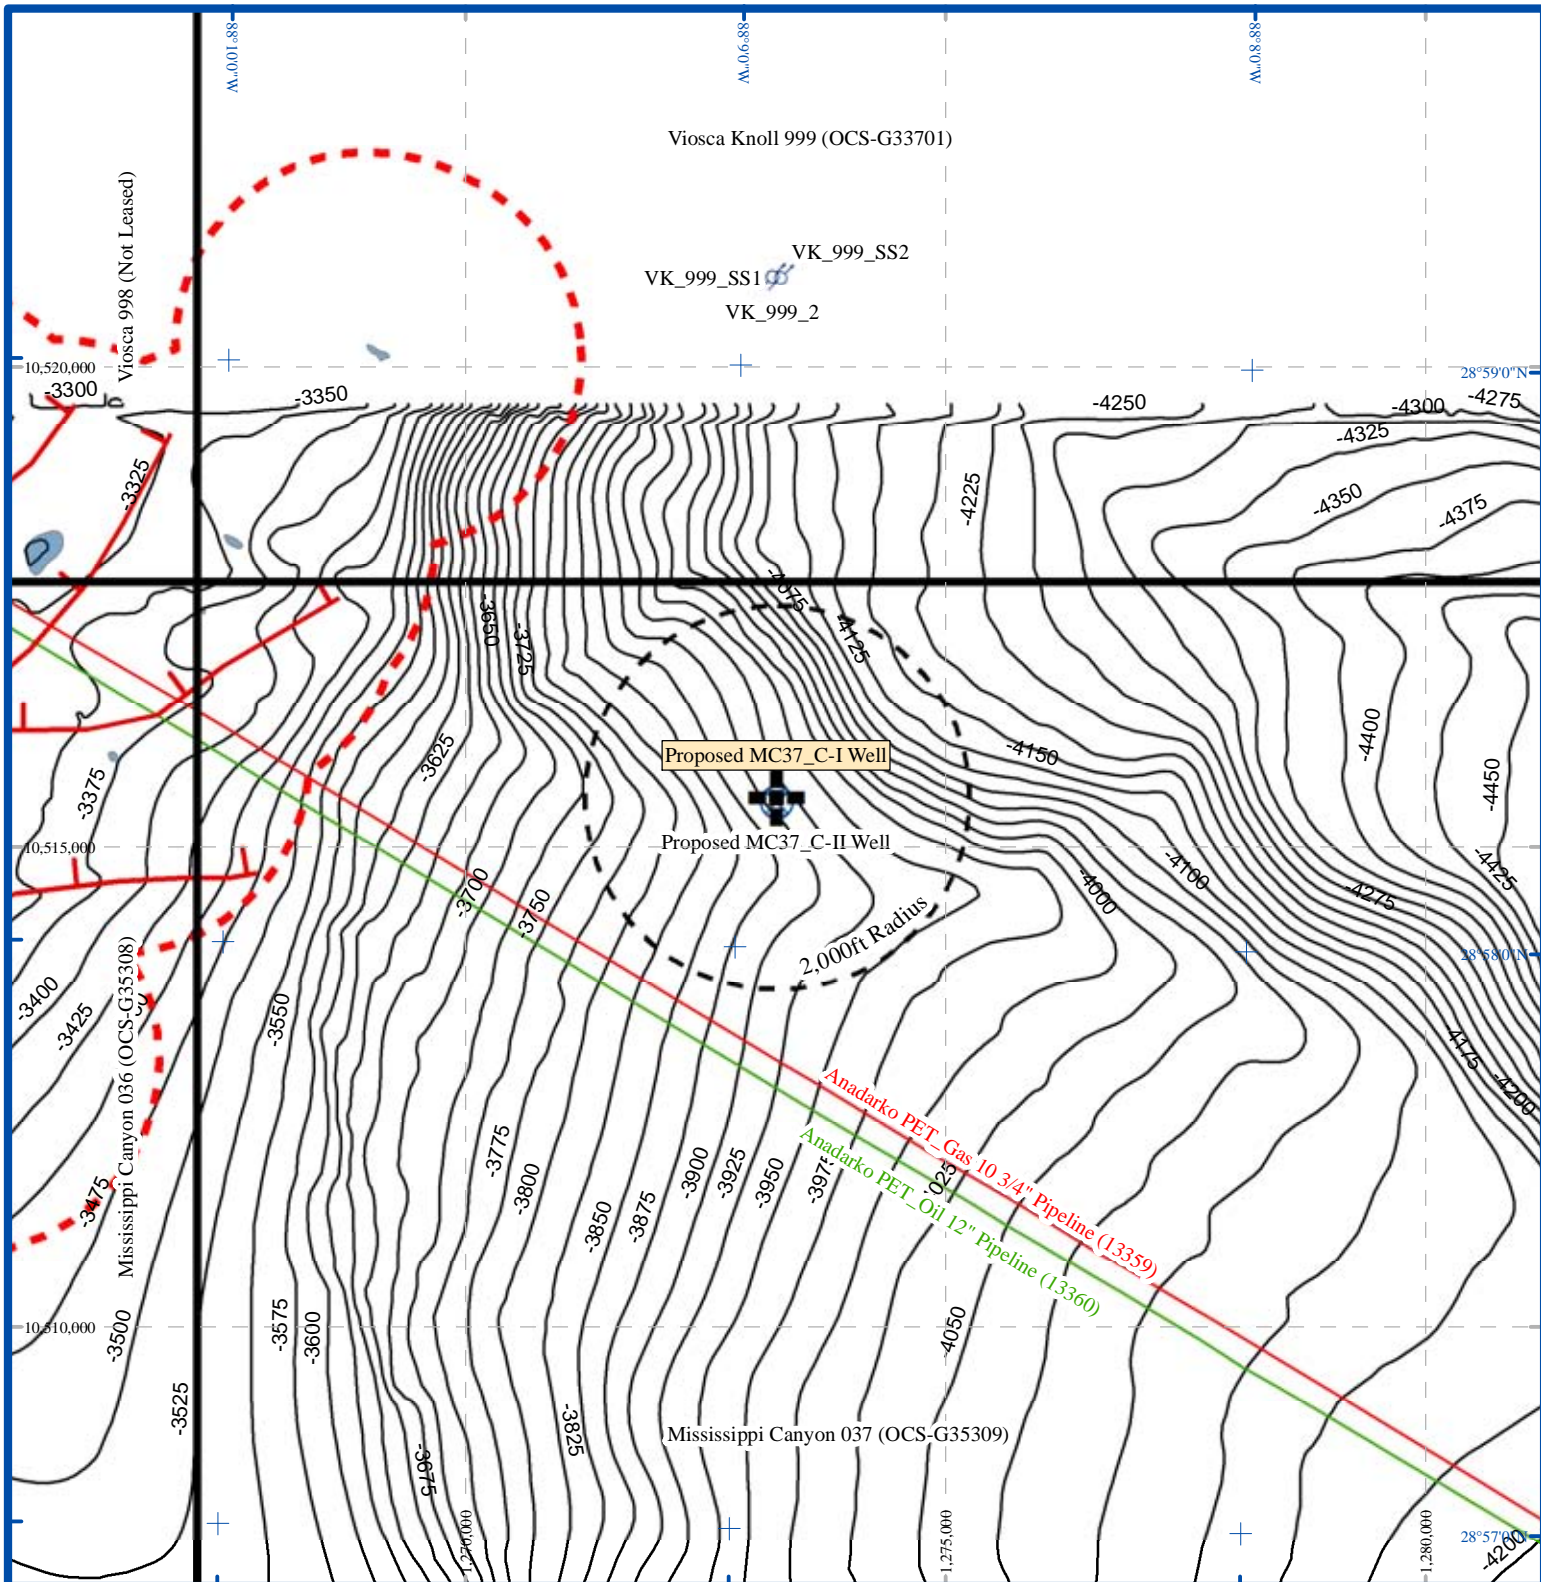 88°10'0"W
88°9'0"W
88°8'0"W
Viosca Knoll 999 (OCS-G33701)
Viosca 998 (Not Leased)
VK_999_SS2
VK_999_SS1
VK_999_2
10,520,000
28°59'0"N
-3300
-3350
-4250
-4300
-4275
-4325
-3325
-4225
-4350
-4375
-4075
-3650
-3725
-4125
-3625
-4150
-4400
-3375
-4450
Proposed MC37_C-I Well
Proposed MC37_C-II Well
10,515,000
-3700
-3750
-4000
-4100
-4275
-4425
2,000ft Radius
28°58'0"N
-3400
-3425
-3550
-4175
-4200
Mississippi Canyon 036 (OCS-G35308)
Anadarko PET_Gas 10 3/4" Pipeline (13359)
Anadarko PET_Oil 12" Pipeline (13360)
-3775
-3800
-3850
-3875
-3900
-3925
-3950
-3475
10,510,000
-3500
-3575
-3600
-4050
-3525
-3825
-3675
Mississippi Canyon 037 (OCS-G35309)
1,270,000
1,275,000
1,280,000
28°57'0"N
-4200